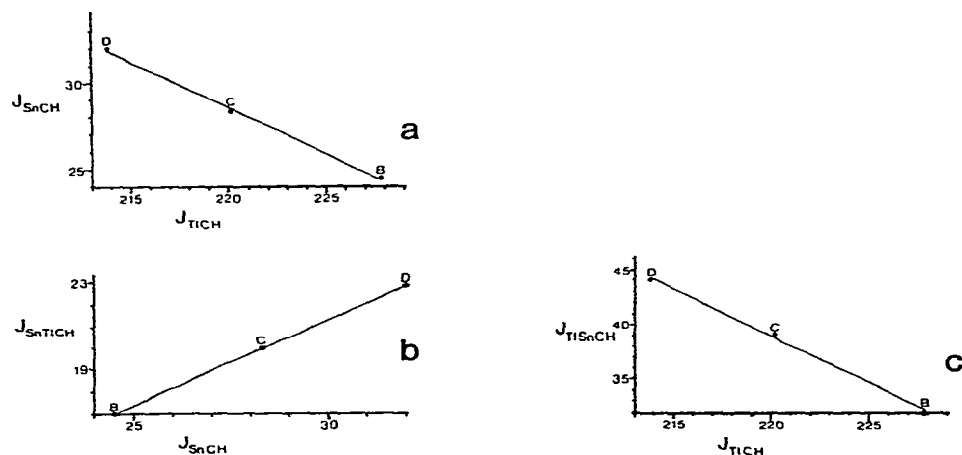 D
J_SnCH
30
C
a
25
B
215 220 225
J_TlCH
23
D
J_SnTlCH
C
b
19
B
25 30
J_SnCH
45
D
J_TlSnCH
C
c
39
35
B
215 220 225
J_TlCH